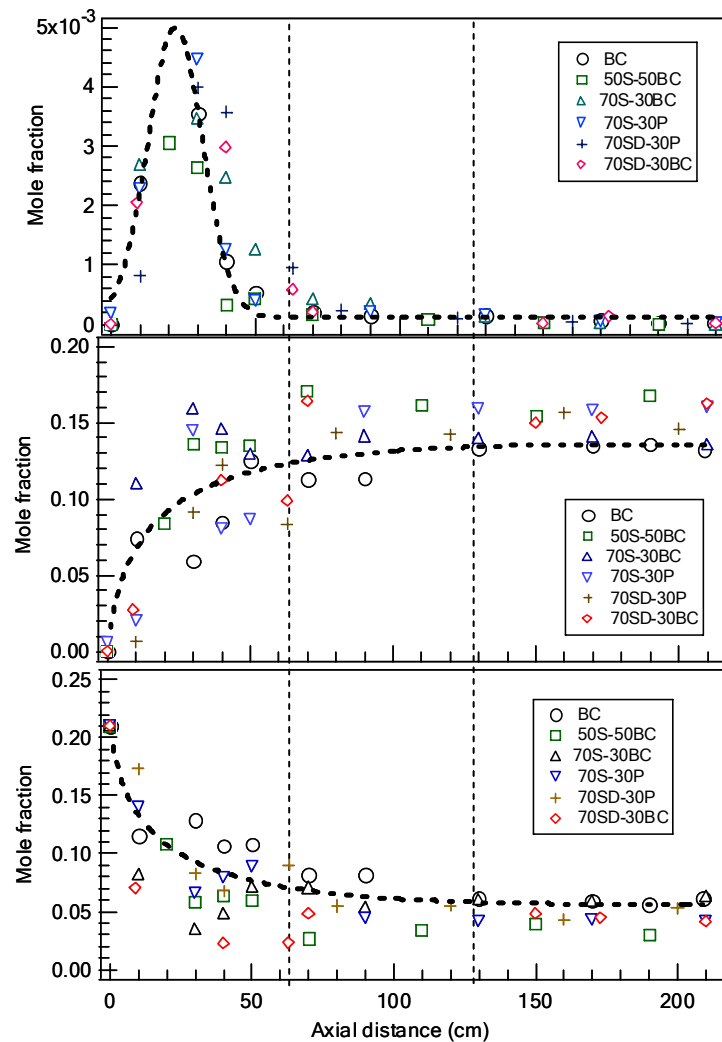 5x10⁻³
4
3
2
1
0
Mole fraction
BC
50S-50BC
70S-30BC
70S-30P
70SD-30P
70SD-30BC
0.20
0.15
0.10
0.05
0.00
Mole fraction
BC
50S-50BC
70S-30BC
70S-30P
70SD-30P
70SD-30BC
0.25
0.20
0.15
0.10
0.05
0.00
Mole fraction
BC
50S-50BC
70S-30BC
70S-30P
70SD-30P
70SD-30BC
0 50 100 150 200
Axial distance (cm)